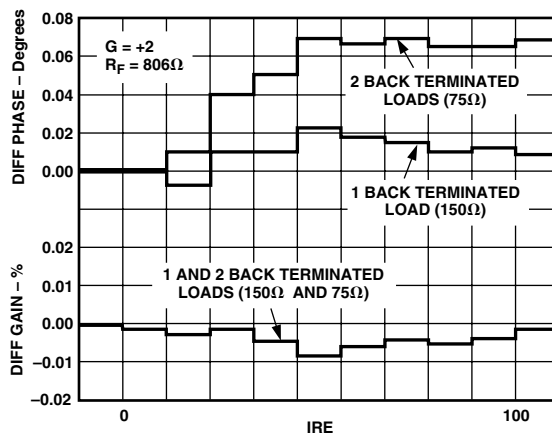 DIFF PHASE – Degrees
0.08
0.06
0.04
0.02
0.00
G = +2
RF = 806Ω
2 BACK TERMINATED
LOADS (75Ω)
1 BACK TERMINATED
LOAD (150Ω)
DIFF GAIN – %
0.02
0.01
0.00
–0.01
–0.02
1 AND 2 BACK TERMINATED
LOADS (150Ω AND 75Ω)
0
100
IRE